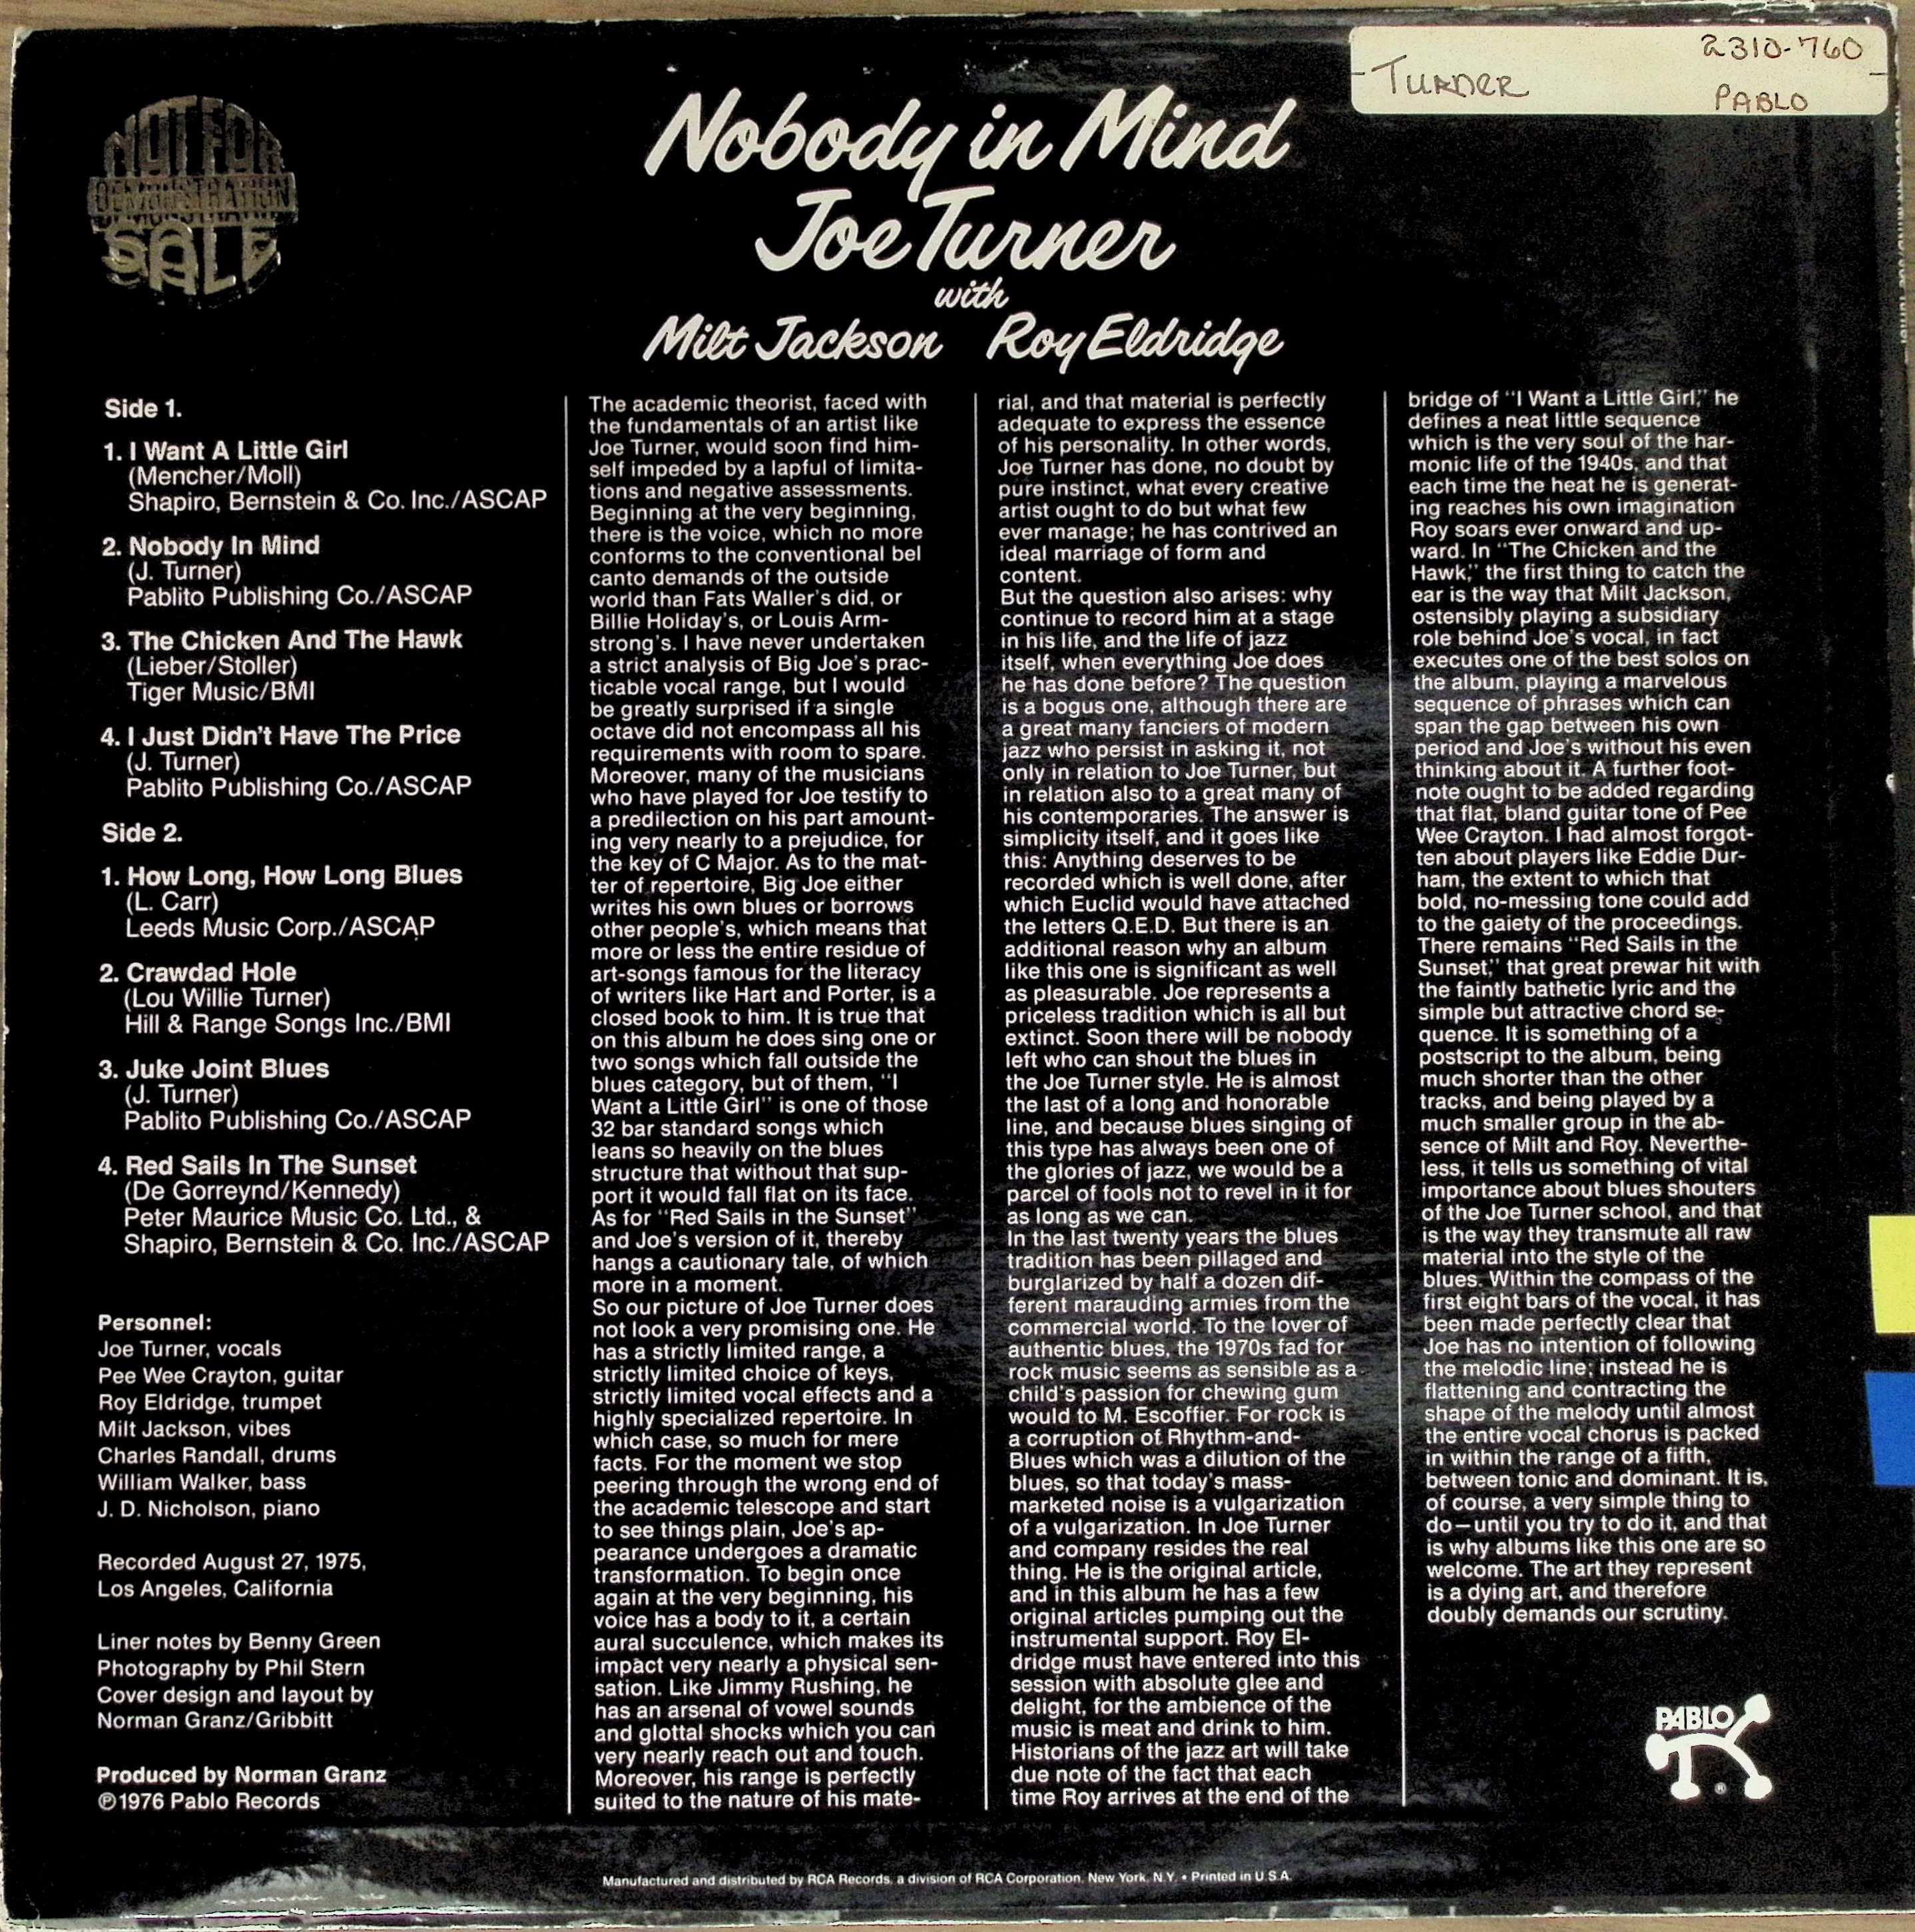 TURNER
2310-760
PABLO
NOT FOR
DEMONSTRATION
SALE
Nobody in Mind
Joe Turner
with
Milt Jackson Roy Eldridge
Side 1.
1. I Want A Little Girl
(Mencher/Moll)
Shapiro, Bernstein & Co. Inc./ASCAP
2. Nobody In Mind
(J. Turner)
Pablito Publishing Co./ASCAP
3. The Chicken And The Hawk
(Lieber/Stoller)
Tiger Music/BMI
4. I Just Didn't Have The Price
(J. Turner)
Pablito Publishing Co./ASCAP
Side 2.
1. How Long, How Long Blues
(L. Carr)
Leeds Music Corp./ASCAP
2. Crawdad Hole
(Lou Willie Turner)
Hill & Range Songs Inc./BMI
3. Juke Joint Blues
(J. Turner)
Pablito Publishing Co./ASCAP
4. Red Sails In The Sunset
(De Gorreynd/Kennedy)
Peter Maurice Music Co. Ltd., &
Shapiro, Bernstein & Co. Inc./ASCAP
Personnel:
Joe Turner, vocals
Pee Wee Crayton, guitar
Roy Eldridge, trumpet
Milt Jackson, vibes
Charles Randall, drums
William Walker, bass
J. D. Nicholson, piano
Recorded August 27, 1975,
Los Angeles, California
Liner notes by Benny Green
Photography by Phil Stern
Cover design and layout by
Norman Granz/Gribbitt
Produced by Norman Granz
℗1976 Pablo Records
The academic theorist, faced with
the fundamentals of an artist like
Joe Turner, would soon find him-
self impeded by a lapful of limita-
tions and negative assessments.
Beginning at the very beginning,
there is the voice, which no more
conforms to the conventional bel
canto demands of the outside
world than Fats Waller's did, or
Billie Holiday's, or Louis Arm-
strong's. I have never undertaken
a strict analysis of Big Joe's prac-
ticable vocal range, but I would
be greatly surprised if a single
octave did not encompass all his
requirements with room to spare.
Moreover, many of the musicians
who have played for Joe testify to
a predilection on his part amount-
ing very nearly to a prejudice, for
the key of C Major. As to the mat-
ter of repertoire, Big Joe either
writes his own blues or borrows
other people's, which means that
more or less the entire residue of
art-songs famous for the literacy
of writers like Hart and Porter, is a
closed book to him. It is true that
on this album he does sing one or
two songs which fall outside the
blues category, but of them, "I
Want a Little Girl" is one of those
32 bar standard songs which
leans so heavily on the blues
structure that without that sup-
port it would fall flat on its face.
As for "Red Sails in the Sunset"
and Joe's version of it, thereby
hangs a cautionary tale, of which
more in a moment.
So our picture of Joe Turner does
not look a very promising one. He
has a strictly limited range, a
strictly limited choice of keys,
strictly limited vocal effects and a
highly specialized repertoire. In
which case, so much for mere
facts. For the moment we stop
peering through the wrong end of
the academic telescope and start
to see things plain, Joe's ap-
pearance undergoes a dramatic
transformation. To begin once
again at the very beginning, his
voice has a body to it, a certain
aural succulence, which makes its
impact very nearly a physical sen-
sation. Like Jimmy Rushing, he
has an arsenal of vowel sounds
and glottal shocks which you can
very nearly reach out and touch.
Moreover, his range is perfectly
suited to the nature of his mate-
rial, and that material is perfectly
adequate to express the essence
of his personality. In other words,
Joe Turner has done, no doubt by
pure instinct, what every creative
artist ought to do but what few
ever manage; he has contrived an
ideal marriage of form and
content.
But the question also arises: why
continue to record him at a stage
in his life, and the life of jazz
itself, when everything Joe does
he has done before? The question
is a bogus one, although there are
a great many fanciers of modern
jazz who persist in asking it, not
only in relation to Joe Turner, but
in relation also to a great many of
his contemporaries. The answer is
simplicity itself, and it goes like
this: Anything deserves to be
recorded which is well done, after
which Euclid would have attached
the letters Q.E.D. But there is an
additional reason why an album
like this one is significant as well
as pleasurable. Joe represents a
priceless tradition which is all but
extinct. Soon there will be nobody
left who can shout the blues in
the Joe Turner style. He is almost
the last of a long and honorable
line, and because blues singing of
this type has always been one of
the glories of jazz, we would be a
parcel of fools not to revel in it for
as long as we can.
In the last twenty years the blues
tradition has been pillaged and
burglarized by half a dozen dif-
ferent marauding armies from the
commercial world. To the lover of
authentic blues, the 1970s fad for
rock music seems as sensible as a
child's passion for chewing gum
would to M. Escoffier. For rock is
a corruption of Rhythm-and-
Blues which was a dilution of the
blues, so that today's mass-
marketed noise is a vulgarization
of a vulgarization. In Joe Turner
and company resides the real
thing. He is the original article,
and in this album he has a few
original articles pumping out the
instrumental support. Roy El-
dridge must have entered into this
session with absolute glee and
delight, for the ambience of the
music is meat and drink to him.
Historians of the jazz art will take
due note of the fact that each
time Roy arrives at the end of the
bridge of "I Want a Little Girl," he
defines a neat little sequence
which is the very soul of the har-
monic life of the 1940s, and that
each time the heat he is generat-
ing reaches his own imagination
Roy soars ever onward and up-
ward. In "The Chicken and the
Hawk," the first thing to catch the
ear is the way that Milt Jackson,
ostensibly playing a subsidiary
role behind Joe's vocal, in fact
executes one of the best solos on
the album, playing a marvelous
sequence of phrases which can
span the gap between his own
period and Joe's without his even
thinking about it. A further foot-
note ought to be added regarding
that flat, bland guitar tone of Pee
Wee Crayton. I had almost forgot-
ten about players like Eddie Dur-
ham, the extent to which that
bold, no-messing tone could add
to the gaiety of the proceedings.
There remains "Red Sails in the
Sunset," that great prewar hit with
the faintly bathetic lyric and the
simple but attractive chord se-
quence. It is something of a
postscript to the album, being
much shorter than the other
tracks, and being played by a
much smaller group in the ab-
sence of Milt and Roy. Neverthe-
less, it tells us something of vital
importance about blues shouters
of the Joe Turner school, and that
is the way they transmute all raw
material into the style of the
blues. Within the compass of the
first eight bars of the vocal, it has
been made perfectly clear that
Joe has no intention of following
the melodic line; instead he is
flattening and contracting the
shape of the melody until almost
the entire vocal chorus is packed
in within the range of a fifth,
between tonic and dominant. It is,
of course, a very simple thing to
do—until you try to do it, and that
is why albums like this one are so
welcome. The art they represent
is a dying art, and therefore
doubly demands our scrutiny.
PABLO
®
Manufactured and distributed by RCA Records, a division of RCA Corporation, New York, N.Y. • Printed in U.S.A.